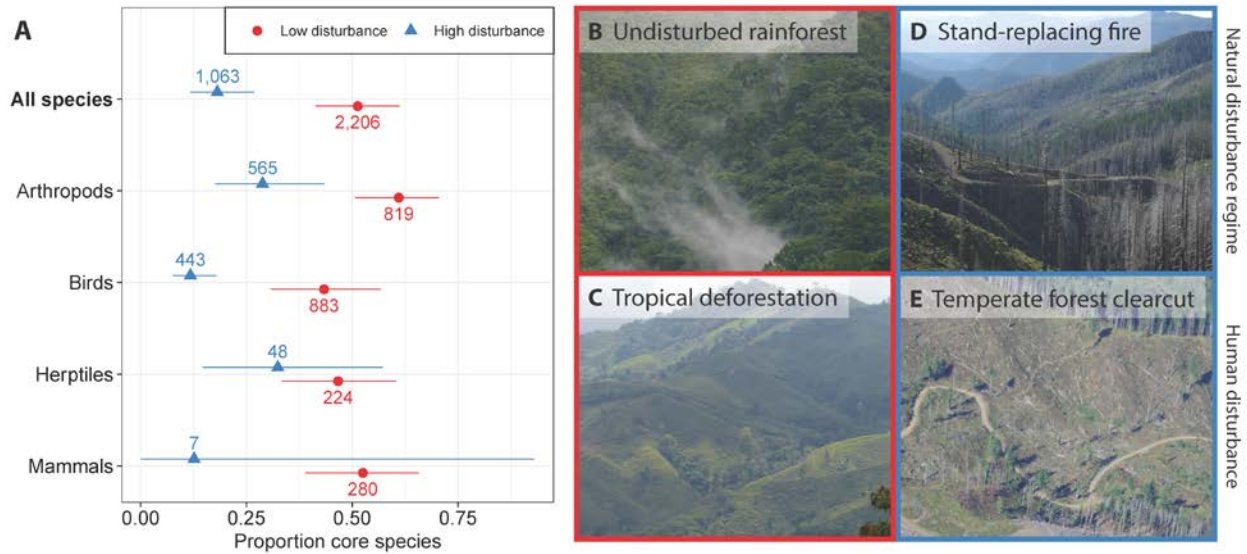 A
Low disturbance
High disturbance
All species
1,063
2,206
Arthropods
565
819
Birds
443
883
Herptiles
48
224
Mammals
7
280
0.00 0.25 0.50 0.75
Proportion core species
B Undisturbed rainforest
D Stand-replacing fire
C Tropical deforestation
E Temperate forest clearcut
Natural disturbance regime
Human disturbance